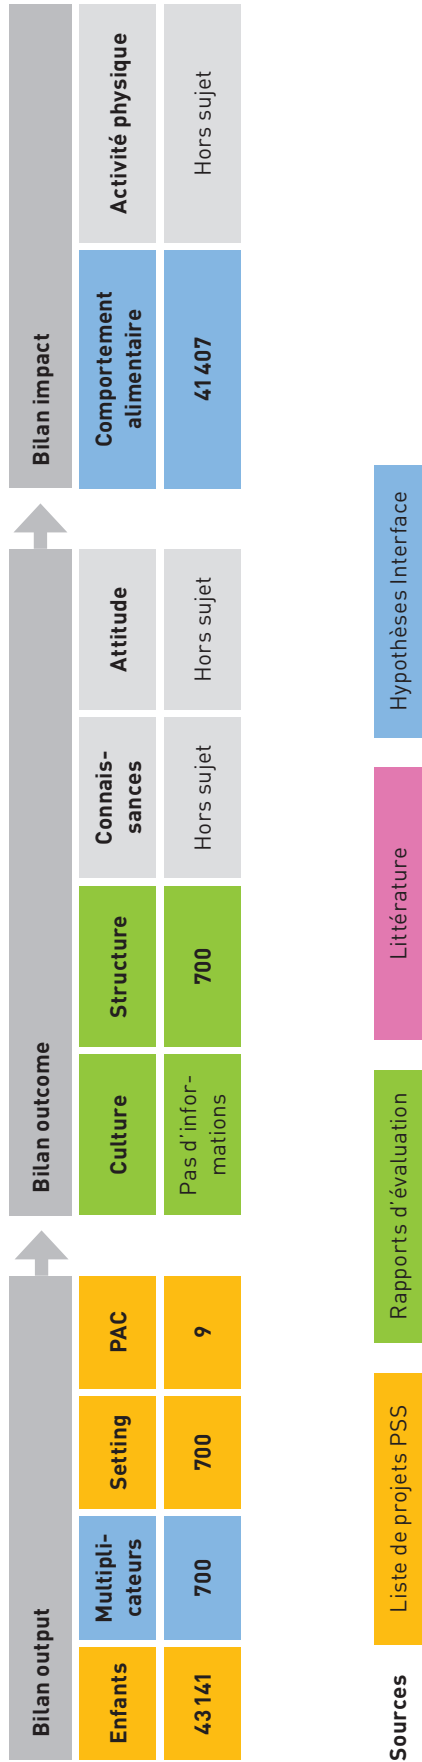 Bilan output
Enfants
Multipli-
cateurs
Setting
PAC
43 141
700
700
9
Bilan outcome
Culture
Structure
Connais-
sances
Attitude
Pas d'infor-
mations
700
Hors sujet
Hors sujet
Bilan impact
Comportement
alimentaire
Activité physique
41 407
Hors sujet
Sources
Liste de projets PSS
Rapports d'évaluation
Littérature
Hypothèses Interface